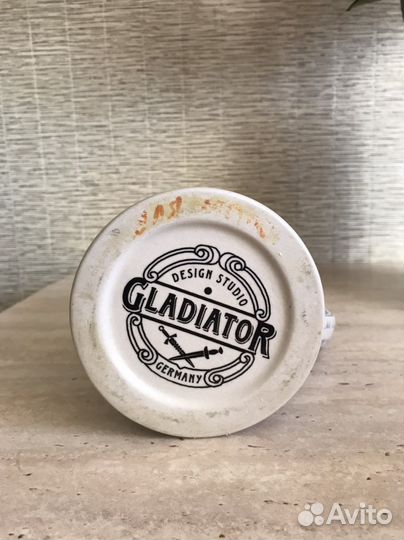 DESIGN STUDIO
GLADIATOR
GERMANY
Avito